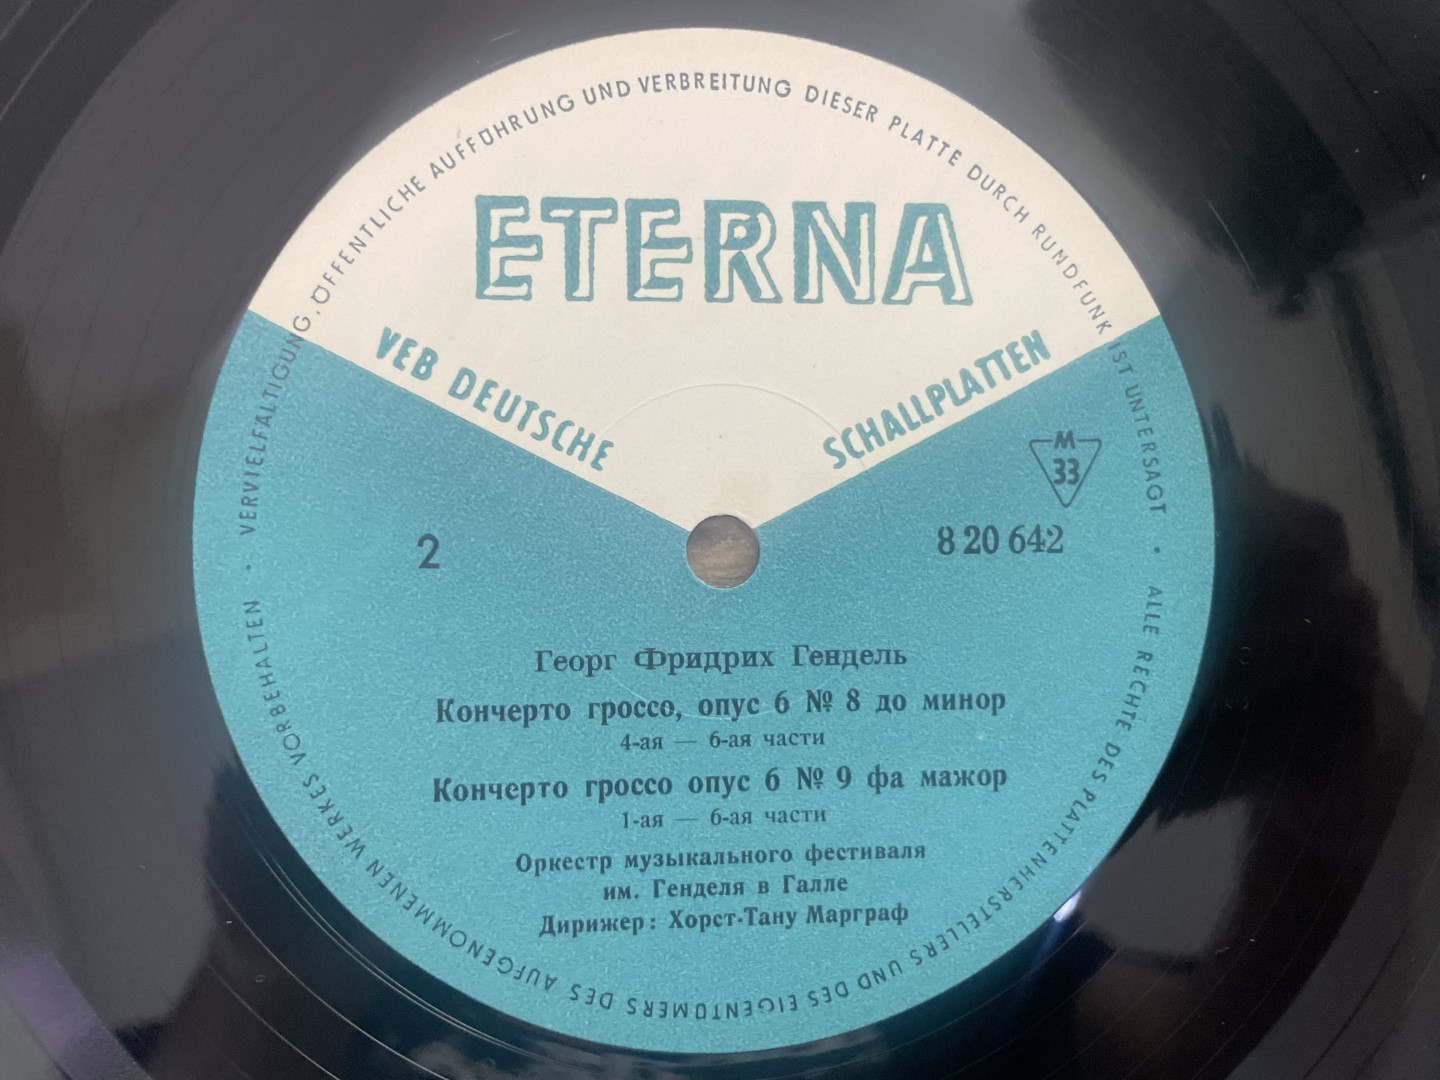 ETERNA
VEB DEUTSCHE SCHALLPLATTEN
M
33
2
8 20 642
Георг Фридрих Гендель
Кончерто гроссо, опус 6 № 8 до минор
4-ая — 6-ая части
Кончерто гроссо опус 6 № 9 фа мажор
1-ая — 6-ая части
Оркестр музыкального фестиваля
им. Генделя в Галле
Дирижер: Хорст-Тану Марграф
ALLE RECHTE DES PLATTENHERSTELLERS UND DES EIGENTÜMERS DES AUFGENOMMENEN WERKES VORBEHALTEN · VERVIELFÄLTIGUNG, ÖFFENTLICHE AUFFÜHRUNG UND VERBREITUNG DIESER PLATTE DURCH RUNDFUNK IST UNTERSAGT ·